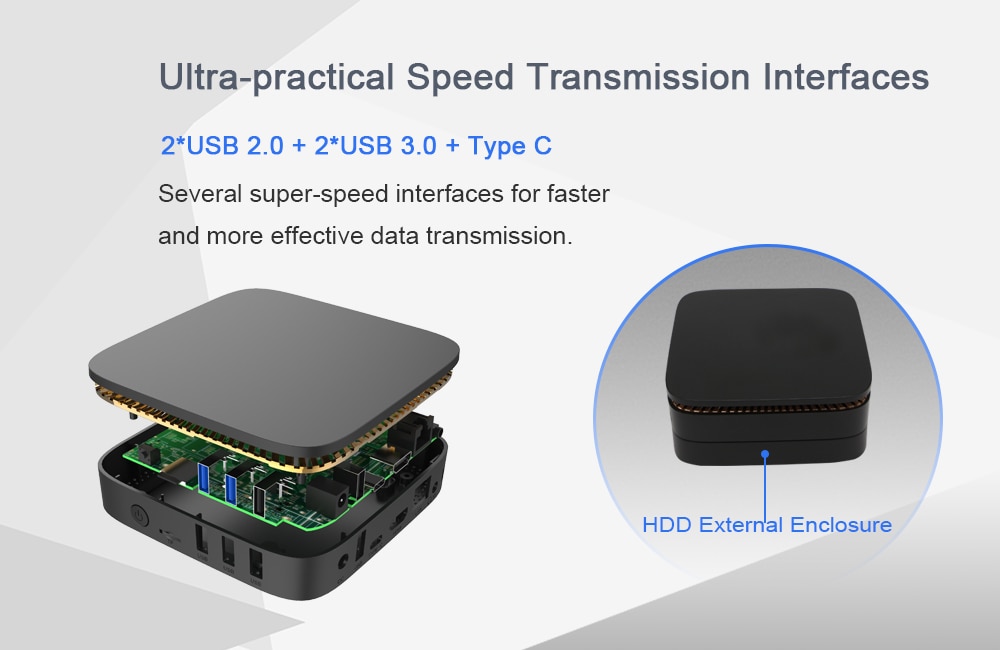 Ultra-practical Speed Transmission Interfaces
2*USB 2.0 + 2*USB 3.0 + Type C
Several super-speed interfaces for faster
and more effective data transmission.
HDD External Enclosure